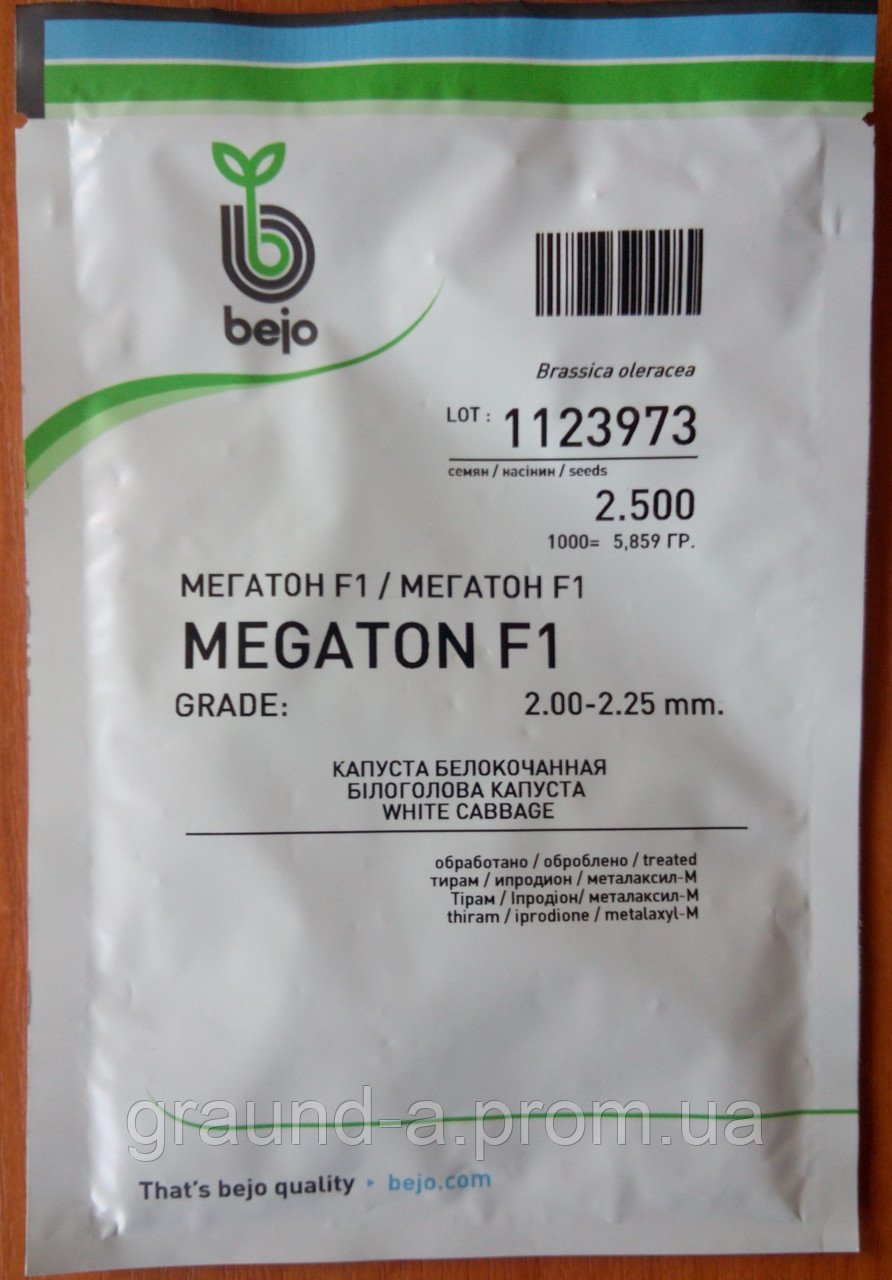 bejo
Brassica oleracea
LOT : 1123973
семян / насінин / seeds
2.500
1000= 5,859 ГР.
МЕГАТОН F1 / МЕГАТОН F1
MEGATON F1
GRADE: 2.00-2.25 mm.
КАПУСТА БЕЛОКОЧАННАЯ
БІЛОГОЛОВА КАПУСТА
WHITE CABBAGE
обработано / оброблено / treated
тирам / ипродион / металаксил-М
Тірам / Іпродіон/ металаксил-М
thiram / iprodione / metalaxyl-M
graund-a.prom.ua
That's bejo quality ‣ bejo.com